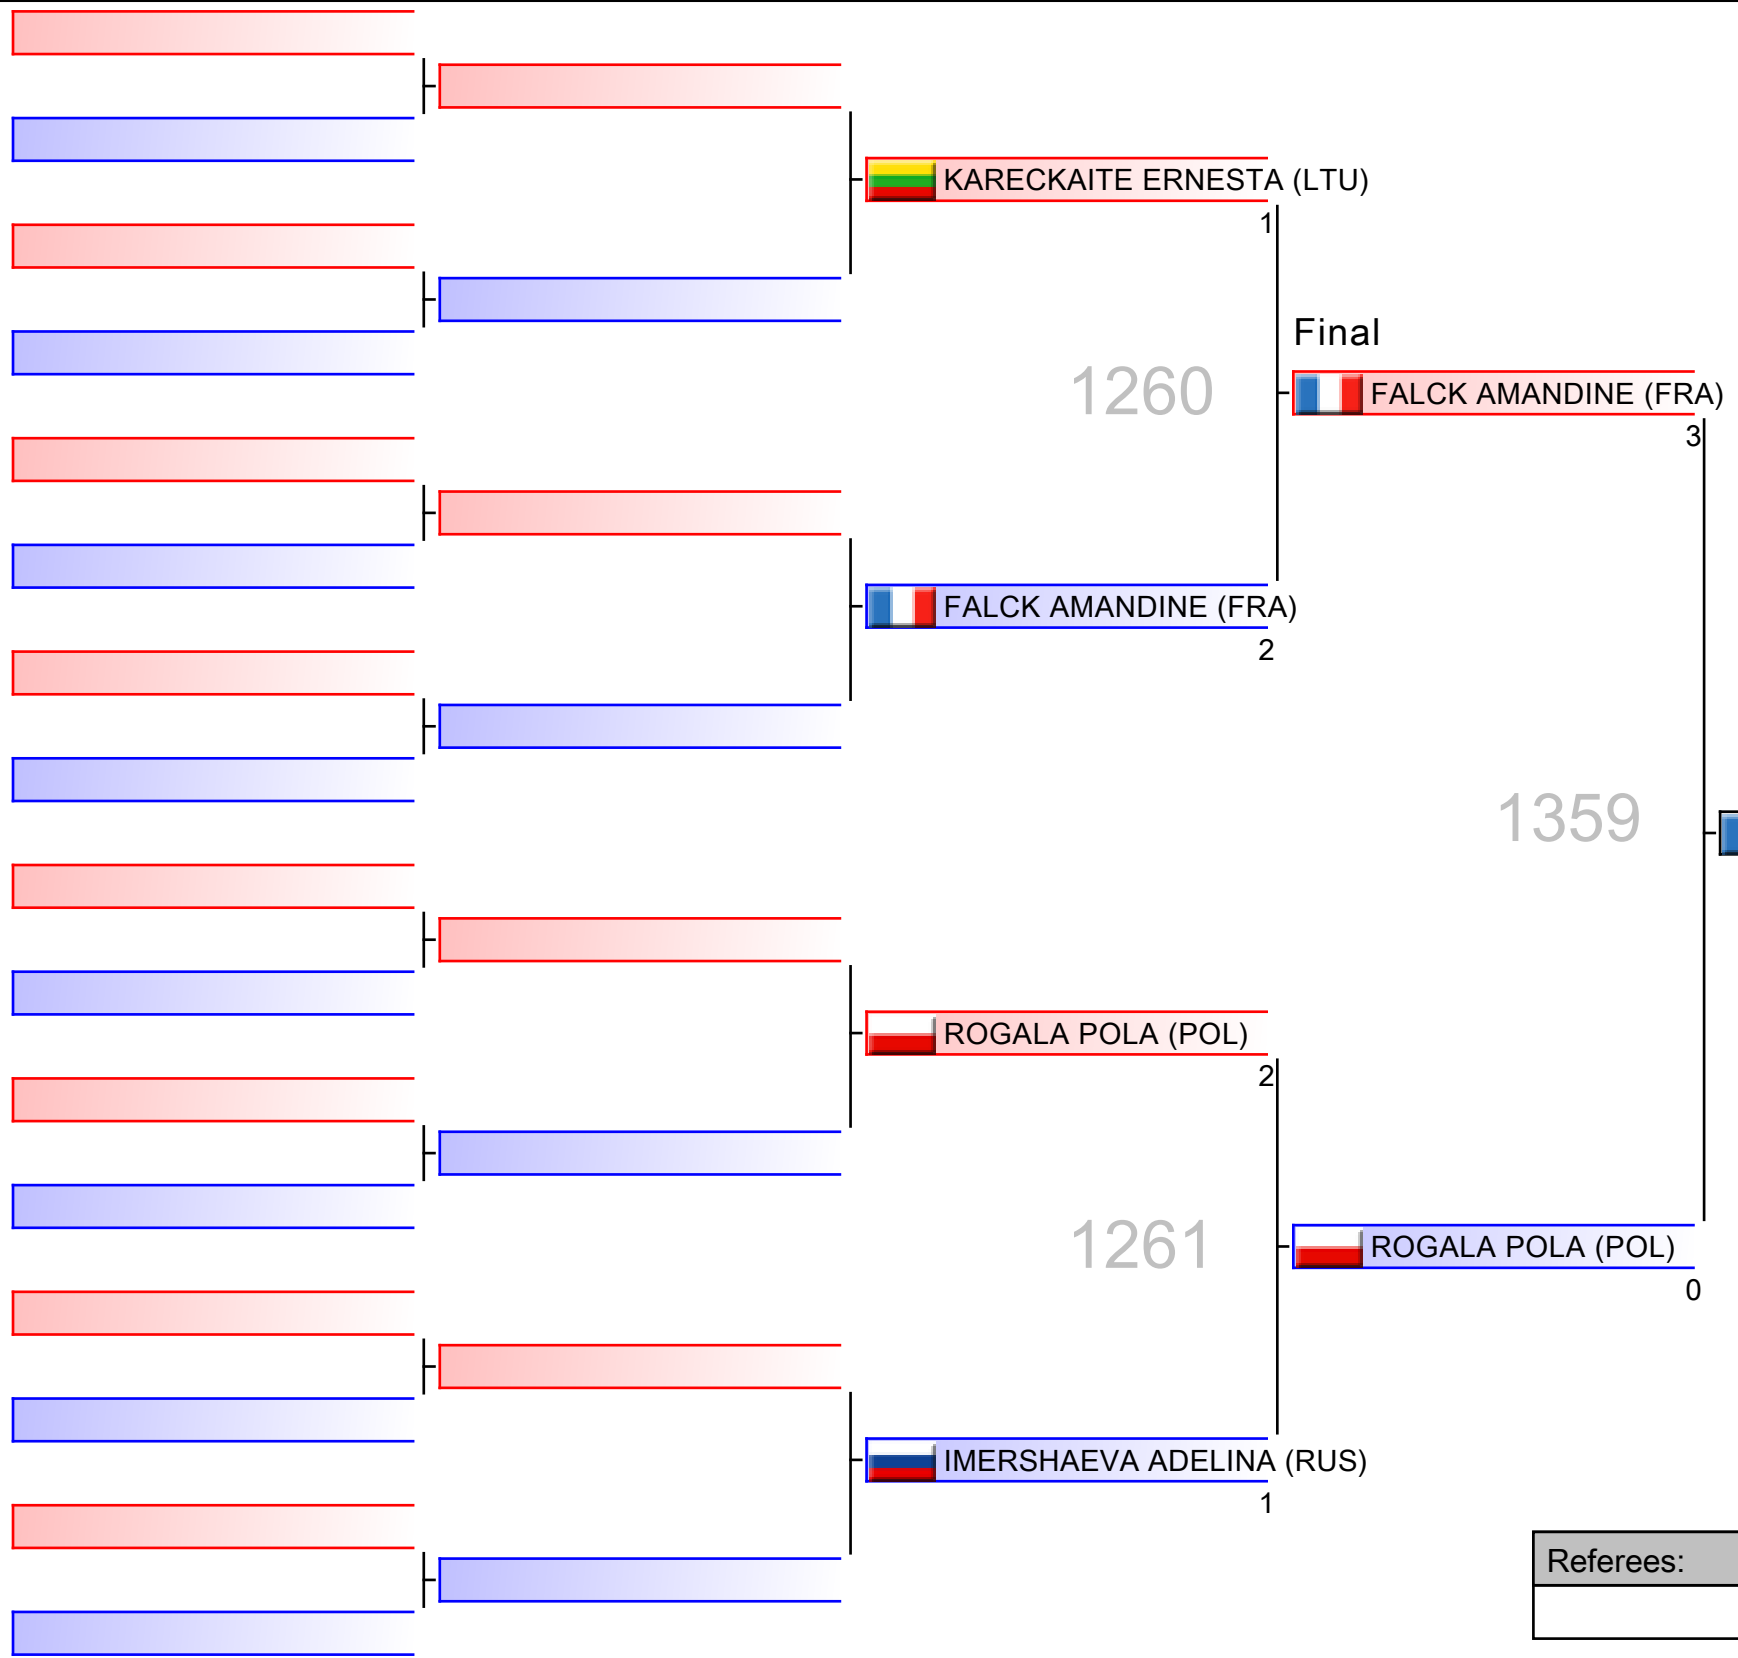 KARECKAITE ERNESTA (LTU)
1
Final
1260
FALCK AMANDINE (FRA)
3
FALCK AMANDINE (FRA)
2
1359
ROGALA POLA (POL)
2
1261
ROGALA POLA (POL)
0
IMERSHAEVA ADELINA (RUS)
1
Referees: